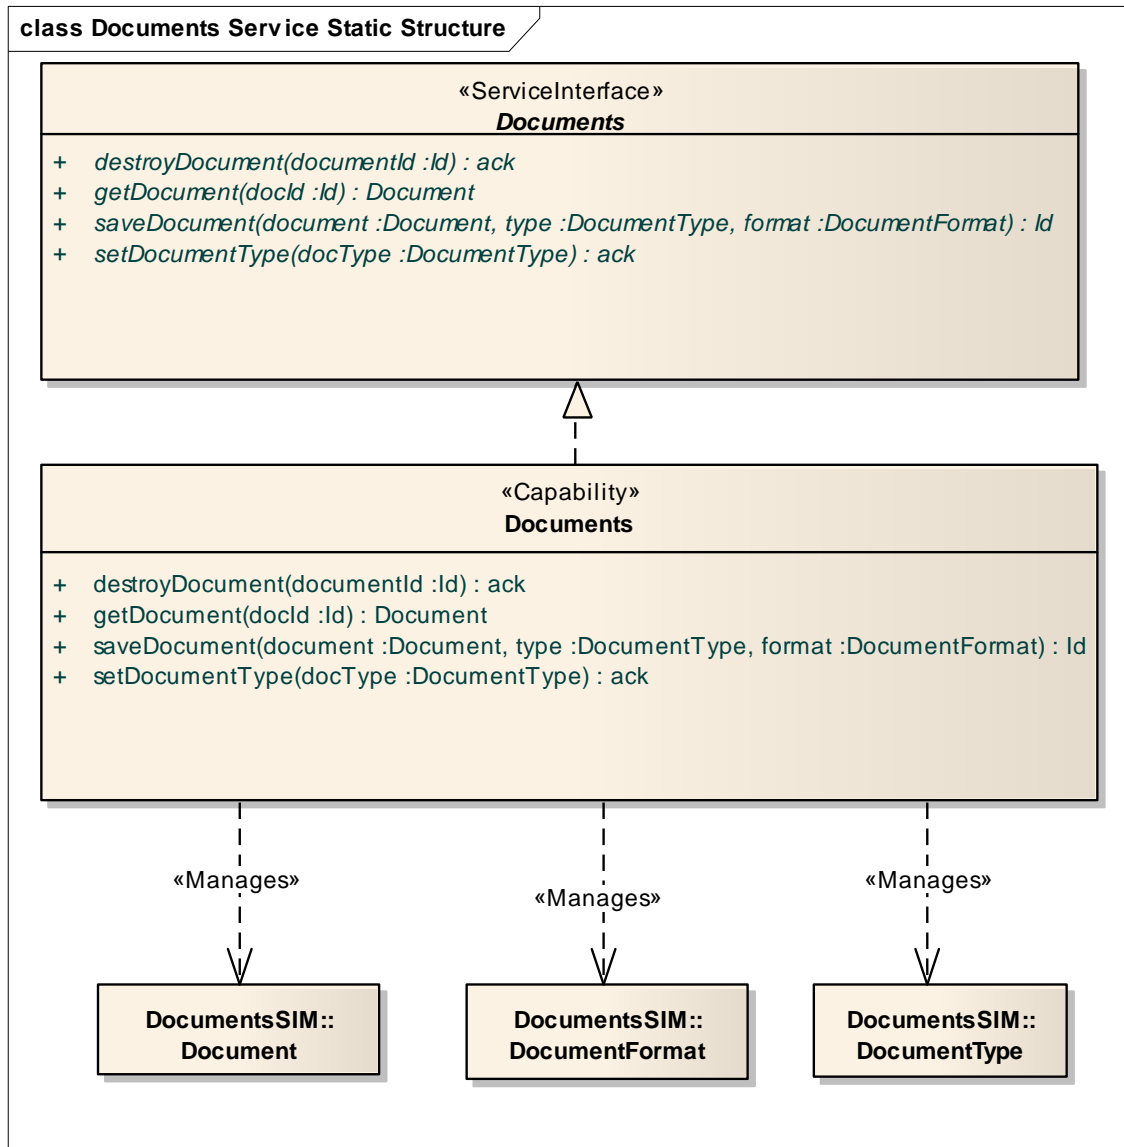 class Documents Service Static Structure
«ServiceInterface»
Documents
+ destroyDocument(documentId :Id) : ack
+ getDocument(docId :Id) : Document
+ saveDocument(document :Document, type :DocumentType, format :DocumentFormat) : Id
+ setDocumentType(docType :DocumentType) : ack
«Capability»
Documents
+ destroyDocument(documentId :Id) : ack
+ getDocument(docId :Id) : Document
+ saveDocument(document :Document, type :DocumentType, format :DocumentFormat) : Id
+ setDocumentType(docType :DocumentType) : ack
«Manages»
«Manages»
«Manages»
DocumentsSIM::
Document
DocumentsSIM::
DocumentFormat
DocumentsSIM::
DocumentType